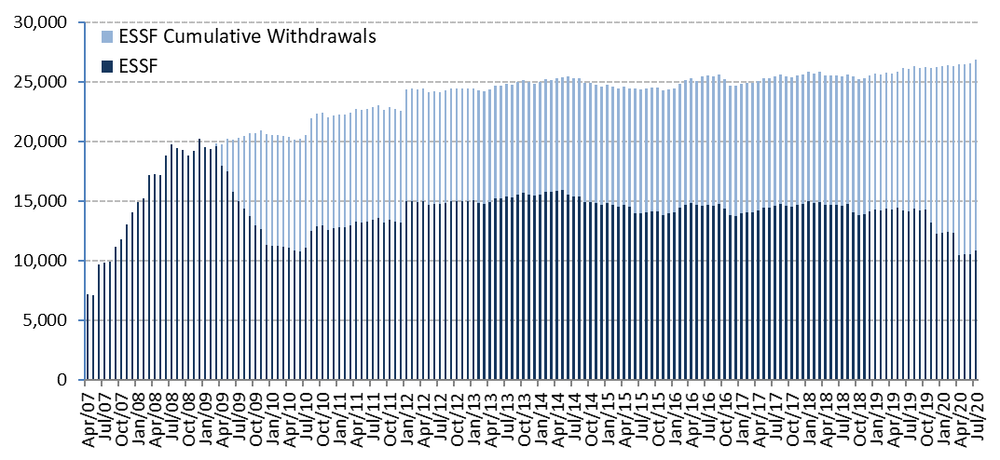 30,000
25,000
20,000
15,000
10,000
5,000
0
ESSF Cumulative Withdrawals
ESSF
Apr/07
Jul/07
Oct/07
Jan/08
Apr/08
Jul/08
Oct/08
Jan/09
Apr/09
Jul/09
Oct/09
Jan/10
Apr/10
Jul/10
Oct/10
Jan/11
Apr/11
Jul/11
Oct/11
Jan/12
Apr/12
Jul/12
Oct/12
Jan/13
Apr/13
Jul/13
Oct/13
Jan/14
Apr/14
Jul/14
Oct/14
Jan/15
Apr/15
Jul/15
Oct/15
Jan/16
Apr/16
Jul/16
Oct/16
Jan/17
Apr/17
Jul/17
Oct/17
Jan/18
Apr/18
Jul/18
Oct/18
Jan/19
Apr/19
Jul/19
Oct/19
Jan/20
Apr/20
Jul/20